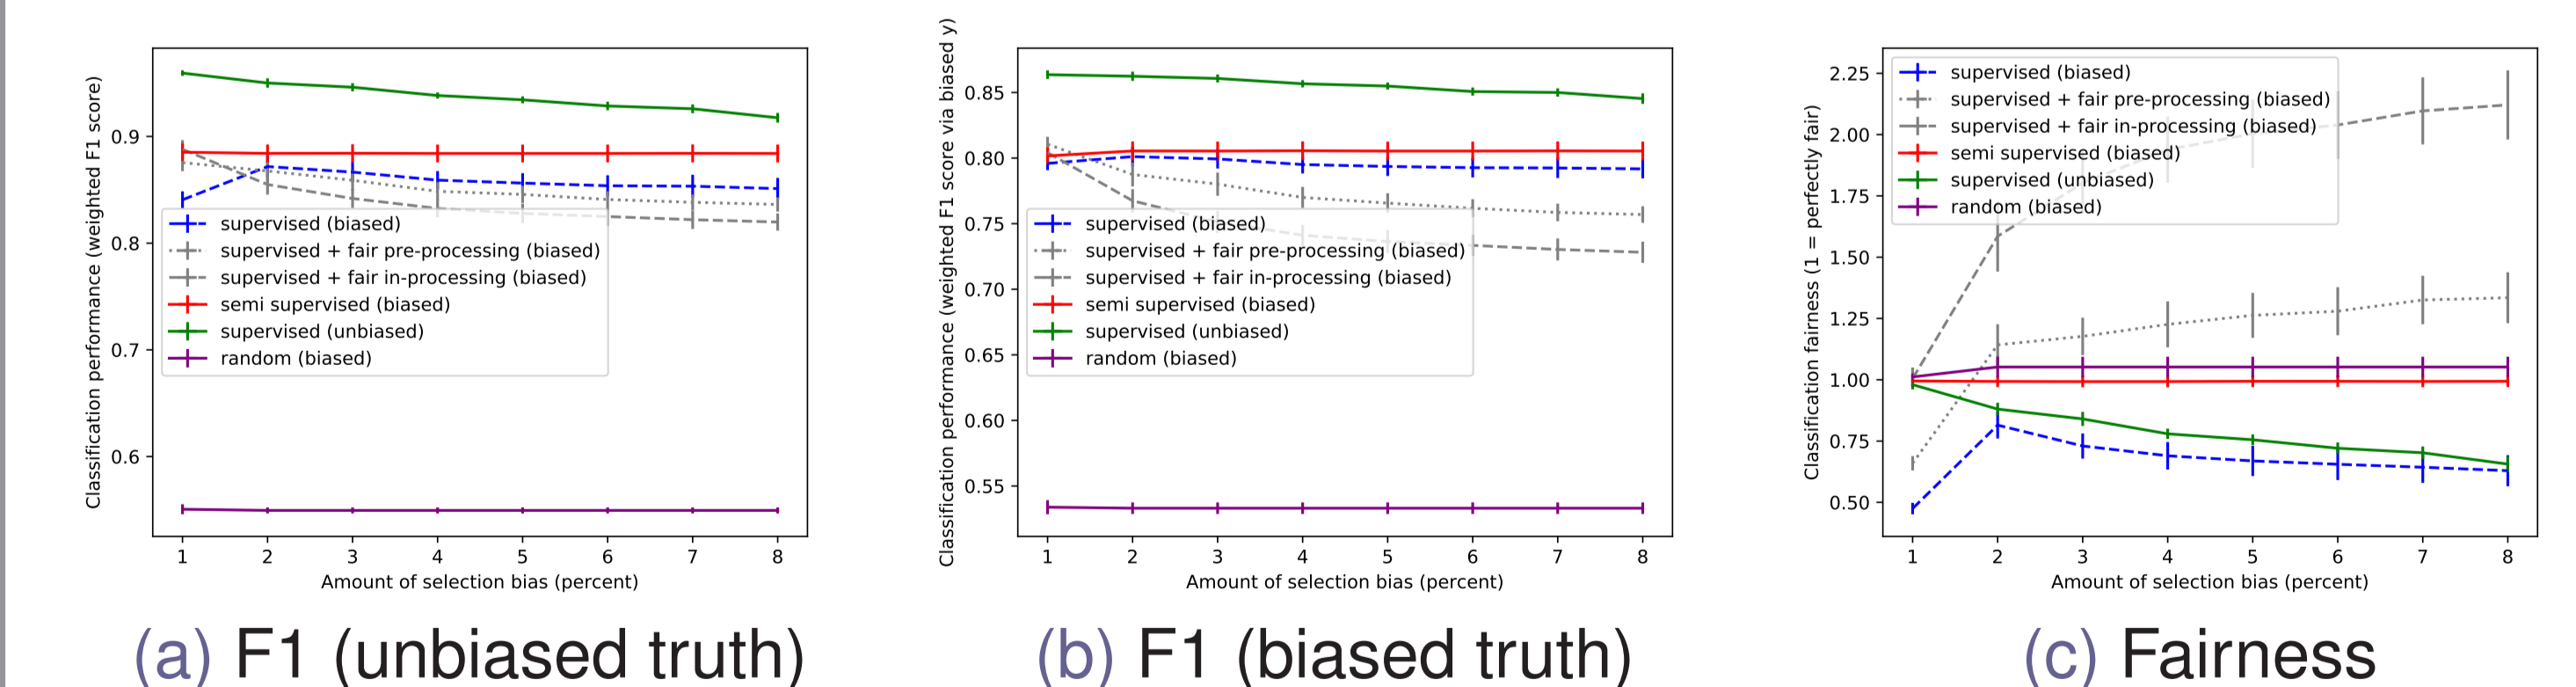 Classification performance (weighted F1 score)
0.9
0.8
0.7
0.6
supervised (biased)
supervised + fair pre-processing (biased)
supervised + fair in-processing (biased)
semi supervised (biased)
supervised (unbiased)
random (biased)
1 2 3 4 5 6 7 8
Amount of selection bias (percent)
(a) F1 (unbiased truth)
Classification performance (weighted F1 score via biased y)
0.85
0.80
0.75
0.70
0.65
0.60
0.55
supervised (biased)
supervised + fair pre-processing (biased)
supervised + fair in-processing (biased)
semi supervised (biased)
supervised (unbiased)
random (biased)
1 2 3 4 5 6 7 8
Amount of selection bias (percent)
(b) F1 (biased truth)
Classification fairness (1 = perfectly fair)
2.25
2.00
1.75
1.50
1.25
1.00
0.75
0.50
supervised (biased)
supervised + fair pre-processing (biased)
supervised + fair in-processing (biased)
semi supervised (biased)
supervised (unbiased)
random (biased)
1 2 3 4 5 6 7 8
Amount of selection bias (percent)
(c) Fairness